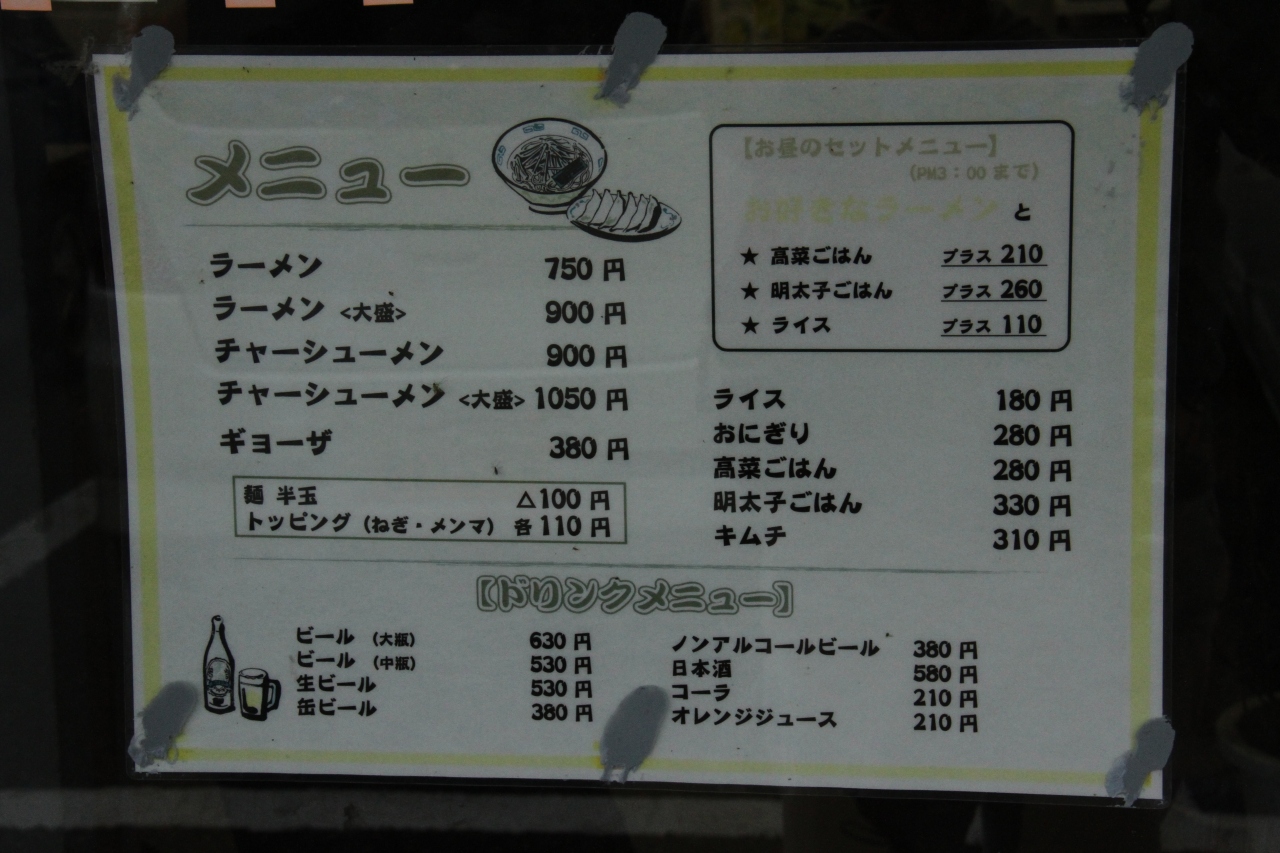 メニュー
ラーメン 750 円
ラーメン <大盛> 900 円
チャーシューメン 900 円
チャーシューメン <大盛> 1050 円
ギョーザ 380 円
麺 半玉 △100 円
トッピング (ねぎ・メンマ) 各 110 円
【お昼のセットメニュー】
(PM3:00 まで)
お好きなラーメン と
★ 高菜ごはん プラス 210
★ 明太子ごはん プラス 260
★ ライス プラス 110
ライス 180 円
おにぎり 280 円
高菜ごはん 280 円
明太子ごはん 330 円
キムチ 310 円
【ドリンクメニュー】
ビール (大瓶) 630 円
ビール (中瓶) 530 円
生ビール 530 円
缶ビール 380 円
ノンアルコールビール 380 円
日本酒 580 円
コーラ 210 円
オレンジジュース 210 円